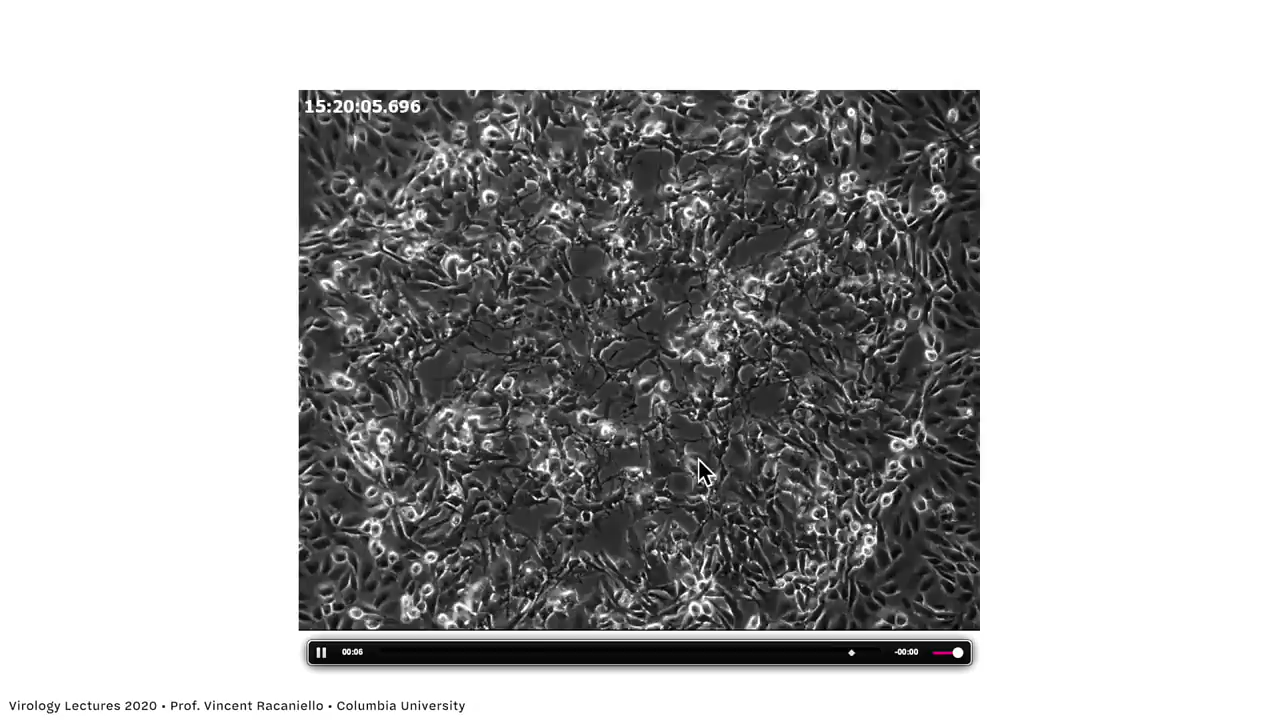 15:20:05.696
00:06
-00:00
Virology Lectures 2020 • Prof. Vincent Racaniello • Columbia University